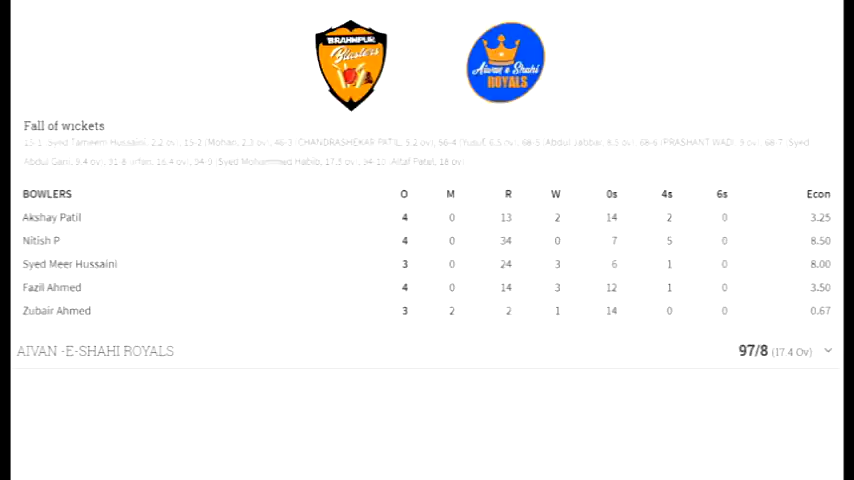 BRAHMPUR
Blasters
Aivan e Shahi
ROYALS
Fall of wickets
15-1 (Syed Tameem Hussaini, 2.2 ov), 15-2 (Mohan, 2.3 ov), 46-3 (CHANDRASHEKAR PATIL, 5.2 ov), 56-4 (Yusuf, 6.5 ov), 68-5 (Abdul Jabbar, 8.5 ov), 68-6 (PRASHANT WADI, 9 ov), 68-7 (Syed
Abdul Gani, 9.4 ov), (Irfan, 16.4 ov), (Syed Mohammed Habib, 17.3 ov), 94-10 (Altaf Patel, 18 ov)
BOWLERS O M R W 0s 4s 6s Econ
Akshay Patil 4 0 13 2 14 2 0 3.25
Nitish P 4 0 34 0 7 5 0 8.50
Syed Meer Hussaini 3 0 24 3 6 1 0 8.00
Fazil Ahmed 4 0 14 3 12 1 0 3.50
Zubair Ahmed 3 2 2 1 14 0 0 0.67
AIVAN -E-SHAHI ROYALS 97/8 (17.4 Ov)